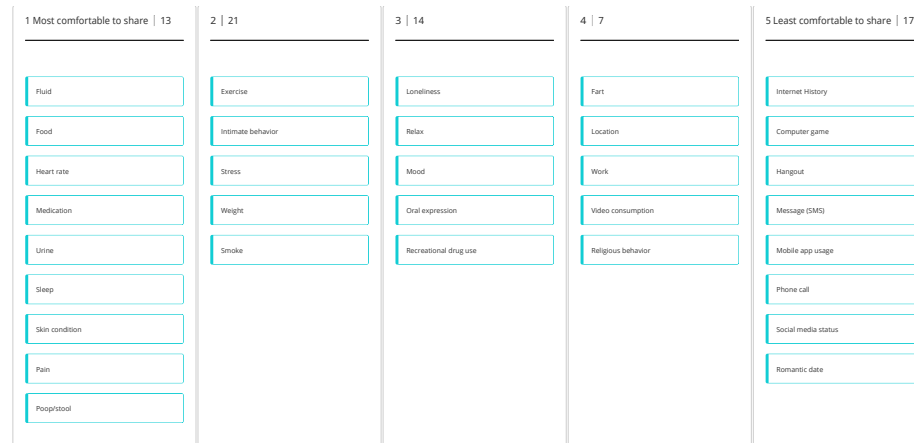 1 Most comfortable to share | 13
Fluid
Food
Heart rate
Medication
Urine
Sleep
Skin condition
Pain
Poop/stool
2 | 21
Exercise
Intimate behavior
Stress
Weight
Smoke
3 | 14
Loneliness
Relax
Mood
Oral expression
Recreational drug use
4 | 7
Fart
Location
Work
Video consumption
Religious behavior
5 Least comfortable to share | 17
Internet History
Computer game
Hangout
Message (SMS)
Mobile app usage
Phone call
Social media status
Romantic date